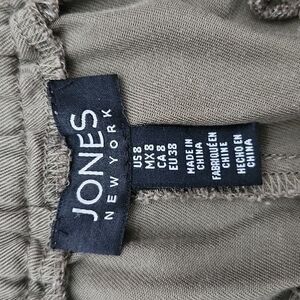 JONES
NEW YORK
US 8
MX 8
CA 8
EU 38
MADE IN
CHINA
FABRIQUÉ EN
CHINE
HECHO EN
CHINA